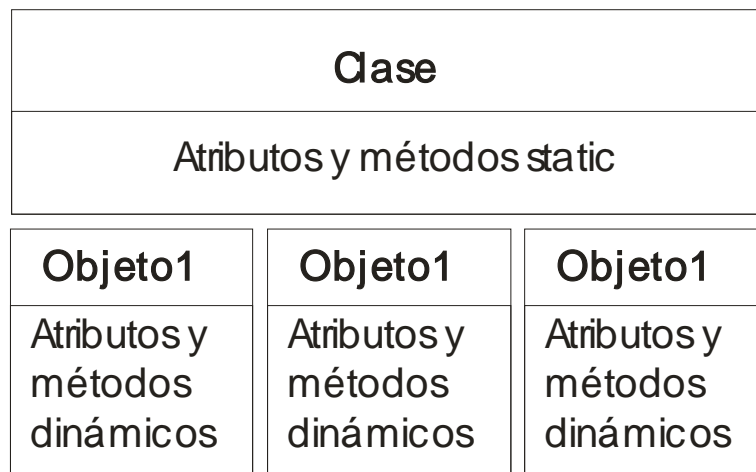 Clase
Atributos y métodos static
Objeto1
Atributos y
métodos
dinámicos
Objeto1
Atributos y
métodos
dinámicos
Objeto1
Atributos y
métodos
dinámicos